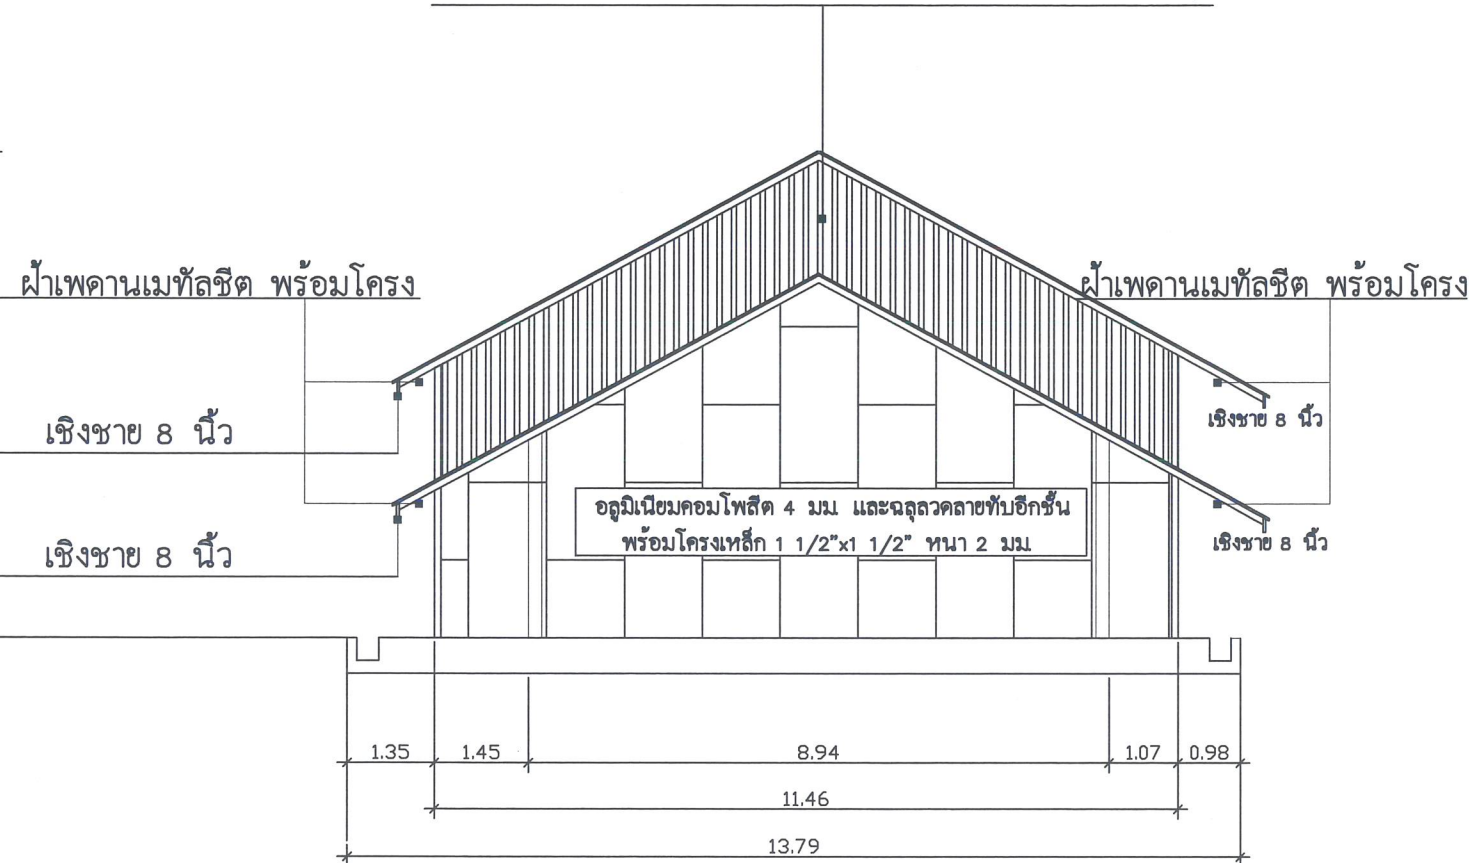 ฝ้าเพดานเมทัลชีต พร้อมโครง
ฝ้าเพดานเมทัลชีต พร้อมโครง
เชิงชาย 8 นิ้ว
เชิงชาย 8 นิ้ว
อลูมิเนียมคอมโพสีต 4 มม. และฉลุลวดลายทับอีกชั้น
พร้อมโครงเหล็ก 1 1/2"x1 1/2" หนา 2 มม.
เชิงชาย 8 นิ้ว
เชิงชาย 8 นิ้ว
1.35 1.45 8.94 1.07 0.98
11.46
13.79